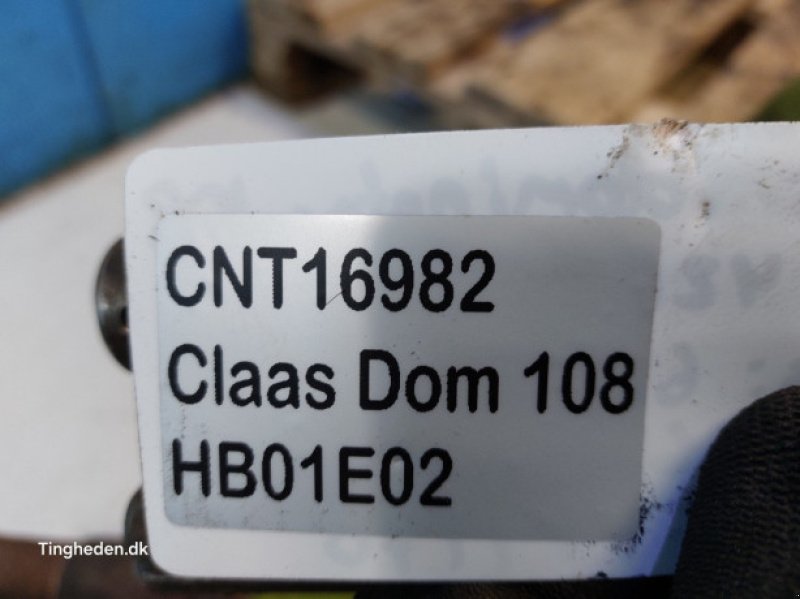 CNT16982
Claas Dom 108
HB01E02
Tingheden.dk